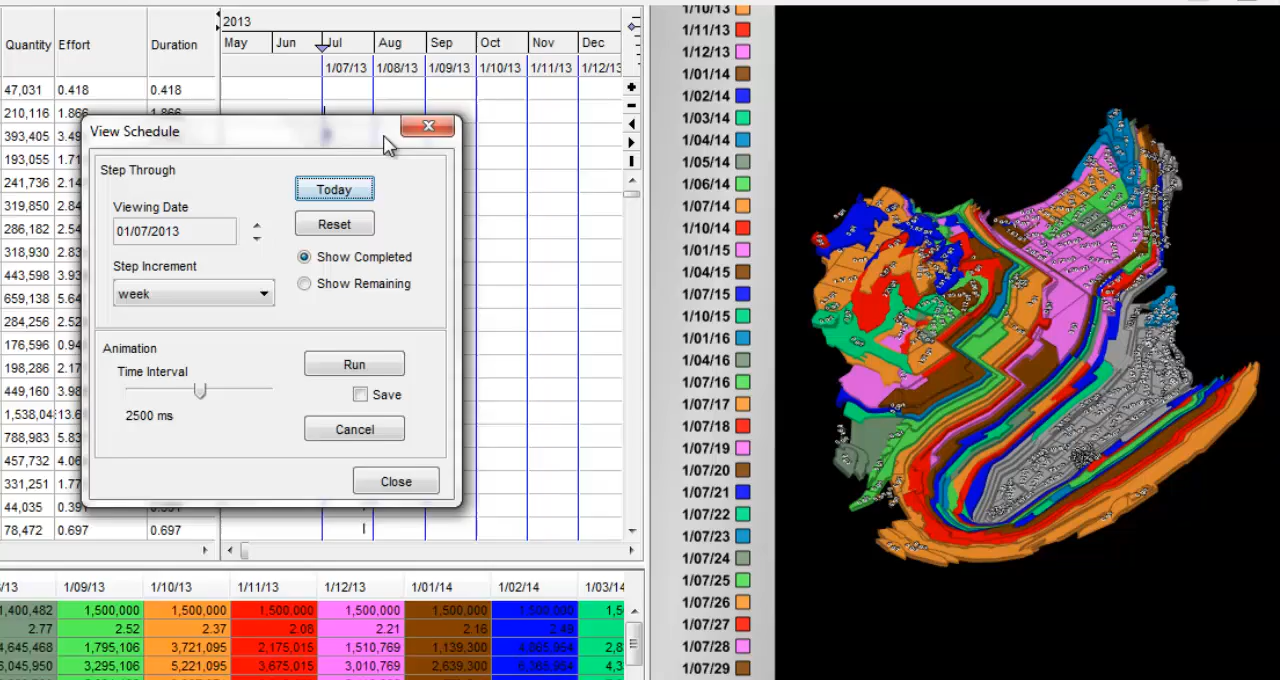 2013
Quantity Effort Duration May Jun Jul Aug Sep Oct Nov Dec
1/07/13 1/08/13 1/09/13 1/10/13 1/11/13 1/12/13
47,031 0.418 0.418
210,116 1.866 1.866
393,405
193,055
241,736
319,850
286,182
318,930
443,598
659,138
284,256
176,596
198,286
449,160
788,983
457,732
331,251
44,035
78,472 0.697 0.697
View Schedule
Step Through
Today
Viewing Date
01/07/2013
Reset
Show Completed
Step Increment
Show Remaining
week
Animation
Run
Time Interval
Save
2500 ms
Cancel
Close
/13 1/09/13 1/10/13 1/11/13 1/12/13 1/01/14 1/02/14 1/03/14
1,400,482 1,500,000 1,500,000 1,500,000 1,500,000 1,500,000 1,500,000 1,5
2.77 2.52 2.37 2.08 2.21 2.16 2.49
4,645,468 1,795,106 3,721,095 2,175,015 1,510,769 1,139,300 4,865,964 2,8
6,045,950 3,295,106 5,221,095 3,675,015 3,010,769 2,639,300 6,365,964 4,3
1/10/13
1/11/13
1/12/13
1/01/14
1/02/14
1/03/14
1/04/14
1/05/14
1/06/14
1/07/14
1/10/14
1/01/15
1/04/15
1/07/15
1/10/15
1/01/16
1/04/16
1/07/16
1/07/17
1/07/18
1/07/19
1/07/20
1/07/21
1/07/22
1/07/23
1/07/24
1/07/25
1/07/26
1/07/27
1/07/28
1/07/29